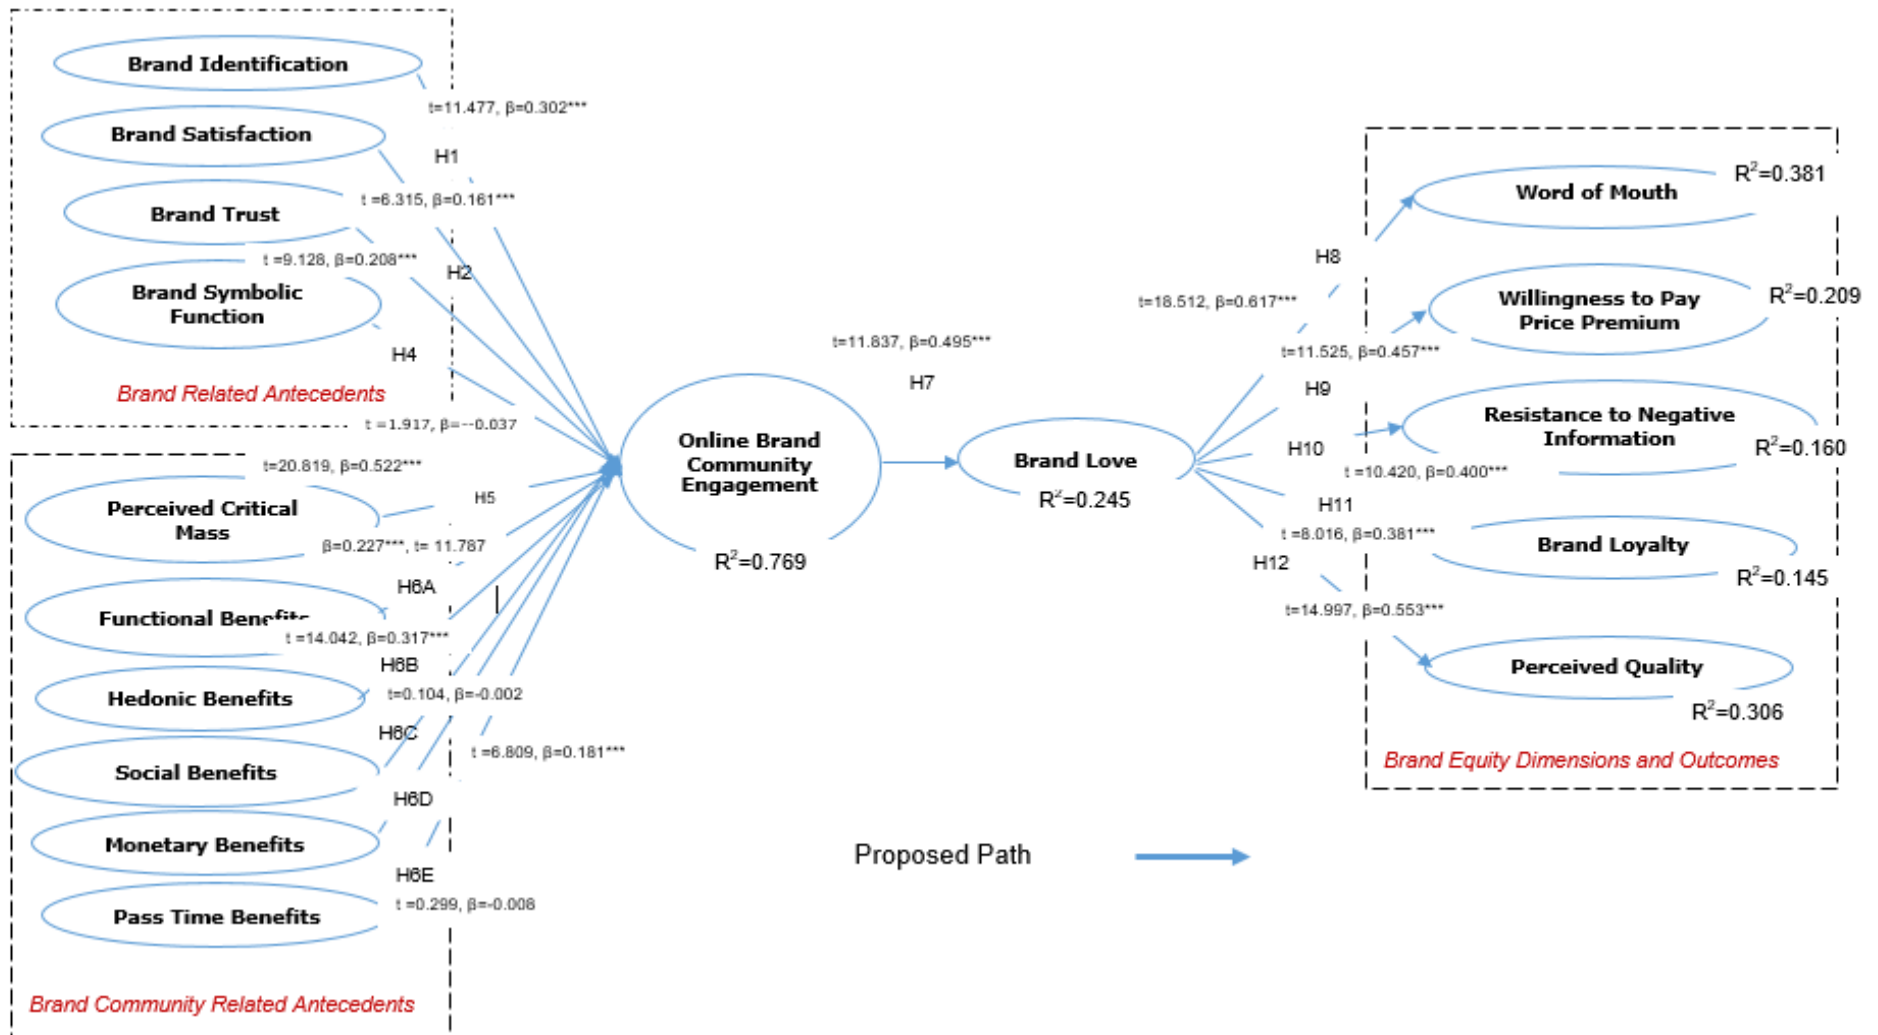 Brand Identification
t=11.477, β=0.302***
Brand Satisfaction
H1
t =6.315, β=0.161***
Brand Trust
t =9.128, β=0.208***
H2
Brand Symbolic
Function
H4
Brand Related Antecedents
t =1.917, β=--0.037
t=20.819, β=0.522***
Perceived Critical
Mass
H5
β=0.227***, t= 11.787
H6A
Functional Benefits
t =14.042, β=0.317***
H6B
Hedonic Benefits
t=0.104, β=-0.002
H6C
t =6.809, β=0.181***
Social Benefits
H6D
Monetary Benefits
H6E
t =0.299, β=-0.008
Pass Time Benefits
Brand Community Related Antecedents
Online Brand
Community
Engagement
R²=0.769
t=11.837, β=0.495***
H7
Brand Love
R²=0.245
H8
t=18.512, β=0.617***
t=11.525, β=0.457***
H9
H10
t =10.420, β=0.400***
H11
t =8.016, β=0.381***
H12
t=14.997, β=0.553***
Word of Mouth
R²=0.381
Willingness to Pay
Price Premium
R²=0.209
Resistance to Negative
Information
R²=0.160
Brand Loyalty
R²=0.145
Perceived Quality
R²=0.306
Brand Equity Dimensions and Outcomes
Proposed Path